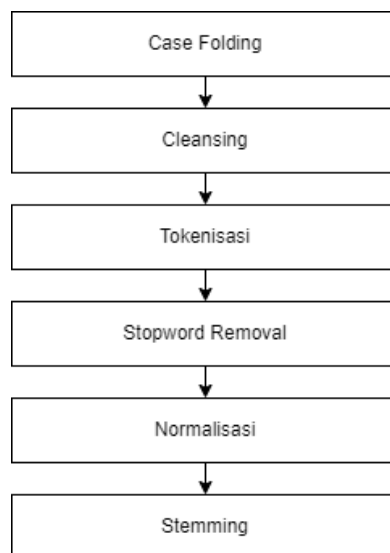 Case Folding
Cleansing
Tokenisasi
Stopword Removal
Normalisasi
Stemming